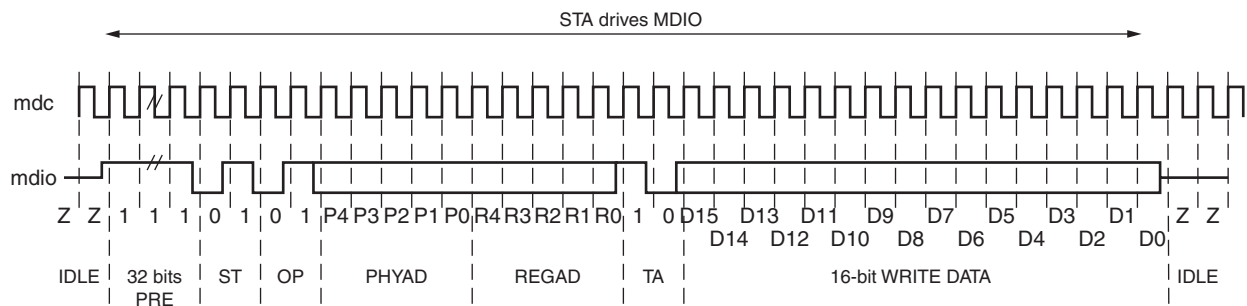 STA drives MDIO
mdc
mdio
Z Z 1 1 1 0 1 0 1 P4 P3 P2 P1 P0 R4 R3 R2 R1 R0 1 0 D15 D13 D11 D9 D7 D5 D3 D1 Z Z
D14 D12 D10 D8 D6 D4 D2 D0
IDLE 32 bits ST OP PHYAD REGAD TA 16-bit WRITE DATA IDLE
PRE